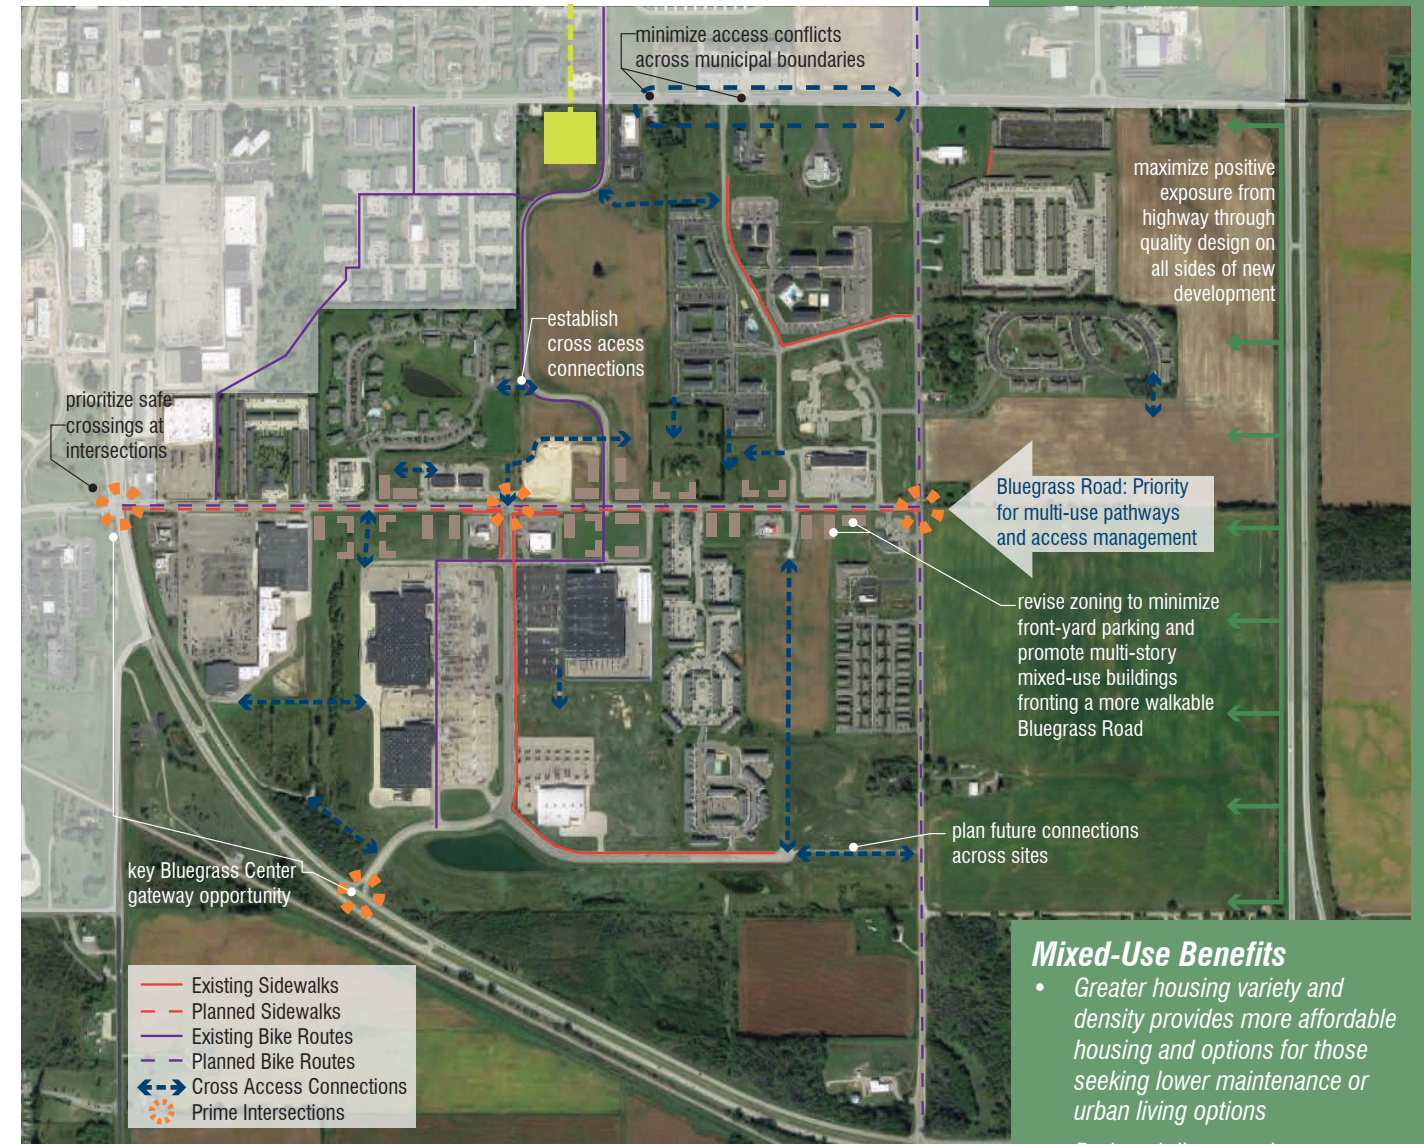 minimize access conflicts
across municipal boundaries
maximize positive
exposure from
highway through
quality design on
all sides of new
development
establish
cross acess
connections
prioritize safe
crossings at
intersections
Bluegrass Road: Priority
for multi-use pathways
and access management
revise zoning to minimize
front-yard parking and
promote multi-story
mixed-use buildings
fronting a more walkable
Bluegrass Road
plan future connections
across sites
key Bluegrass Center
gateway opportunity
Existing Sidewalks
Planned Sidewalks
Existing Bike Routes
Planned Bike Routes
Cross Access Connections
Prime Intersections
Mixed-Use Benefits
• Greater housing variety and
density provides more affordable
housing and options for those
seeking lower maintenance or
urban living options